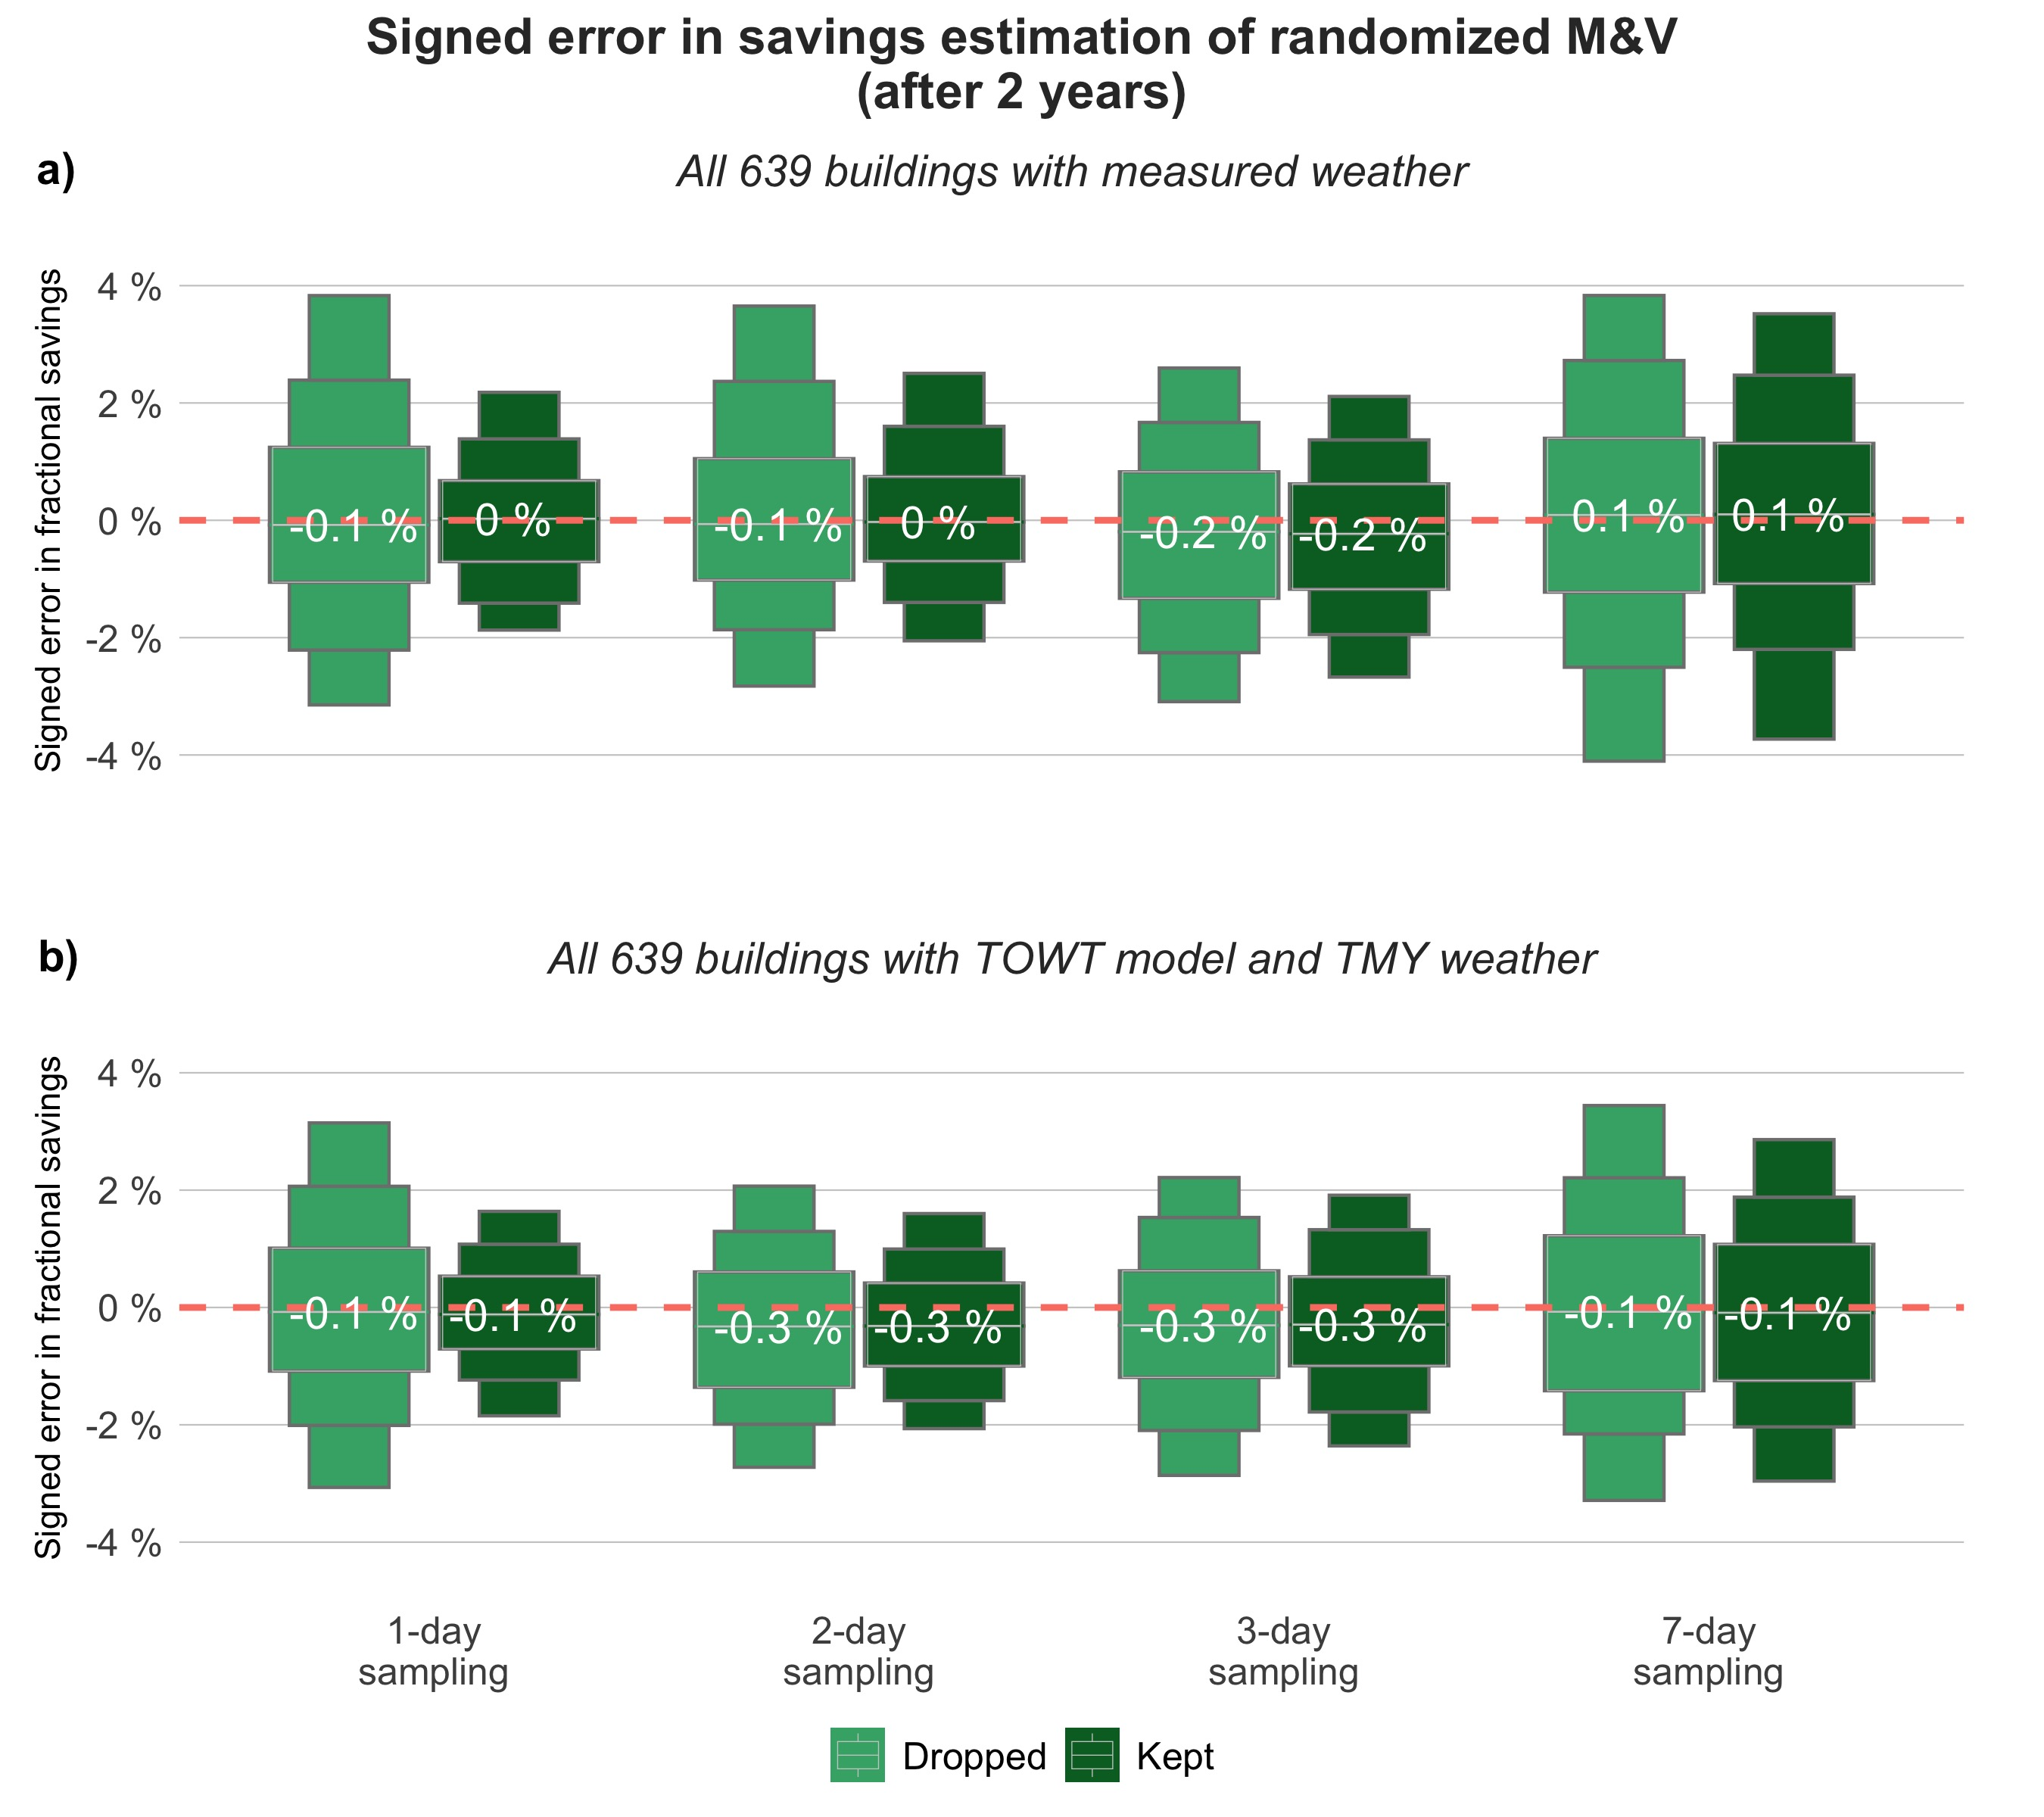 Signed error in savings estimation of randomized M&V
(after 2 years)
a)
All 639 buildings with measured weather
Signed error in fractional savings
4 %
2 %
0 %
-2 %
-4 %
-0.1 %
0 %
-0.1 %
0 %
-0.2 %
-0.2 %
0.1 %
0.1 %
b)
All 639 buildings with TOWT model and TMY weather
Signed error in fractional savings
4 %
2 %
0 %
-2 %
-4 %
-0.1 %
-0.1 %
-0.3 %
-0.3 %
-0.3 %
-0.3 %
-0.1 %
-0.1 %
1-day
sampling
2-day
sampling
3-day
sampling
7-day
sampling
Dropped
Kept